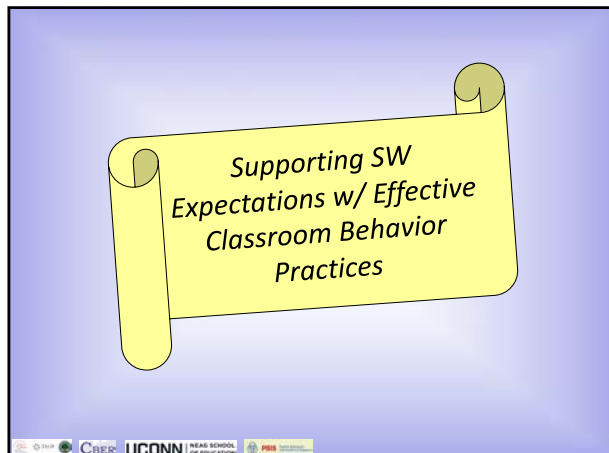 Supporting SW
Expectations w/ Effective
Classroom Behavior
Practices
CBER UCONN NEAG SCHOOL
OF EDUCATION
PBIS